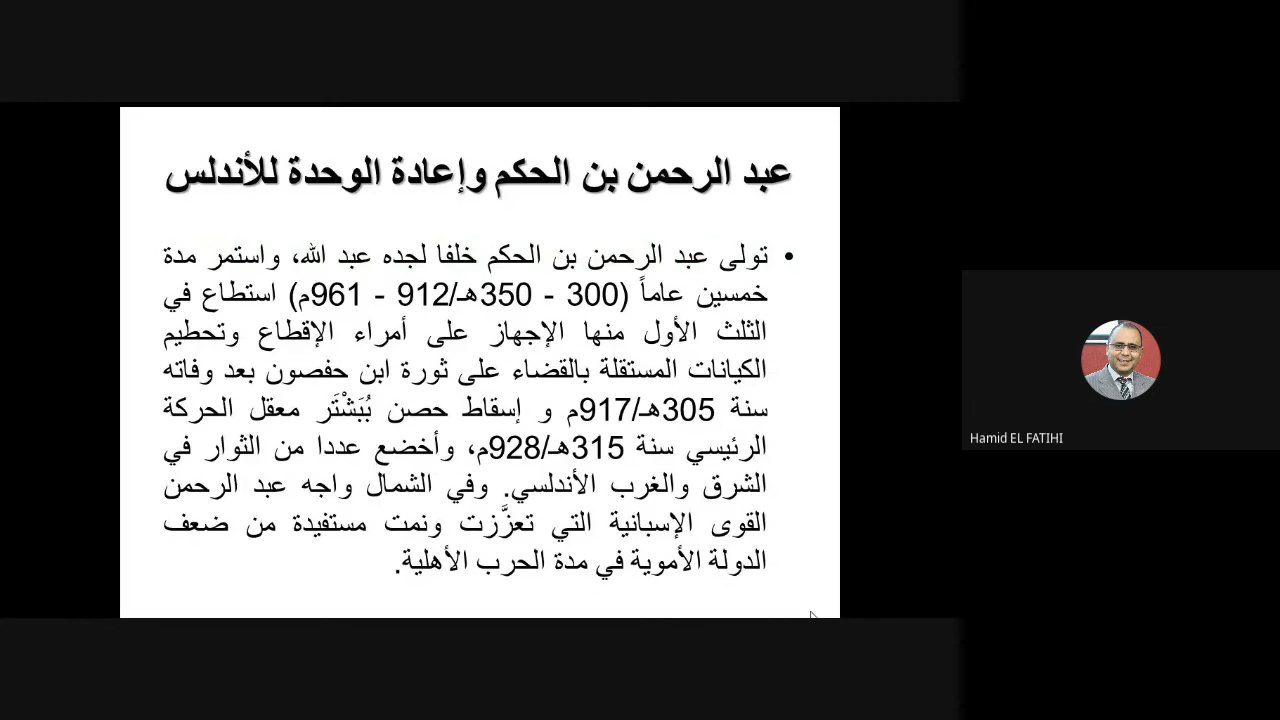 عبد الرحمن بن الحكم وإعادة الوحدة للأندلس
• تولى عبد الرحمن بن الحكم خلفا لجده عبد الله، واستمر مدة
خمسين عاماً (300 - 350هـ/912 - 961م) استطاع في
الثلث الأول منها الإجهاز على أمراء الإقطاع وتحطيم
الكيانات المستقلة بالقضاء على ثورة ابن حفصون بعد وفاته
سنة 305هـ/917م و إسقاط حصن بُبَشْتَر معقل الحركة
الرئيسي سنة 315هـ/928م، وأخضع عددا من الثوار في
الشرق والغرب الأندلسي. وفي الشمال واجه عبد الرحمن
القوى الإسبانية التي تعزَّزت ونمت مستفيدة من ضعف
الدولة الأموية في مدة الحرب الأهلية.
Hamid EL FATIHI